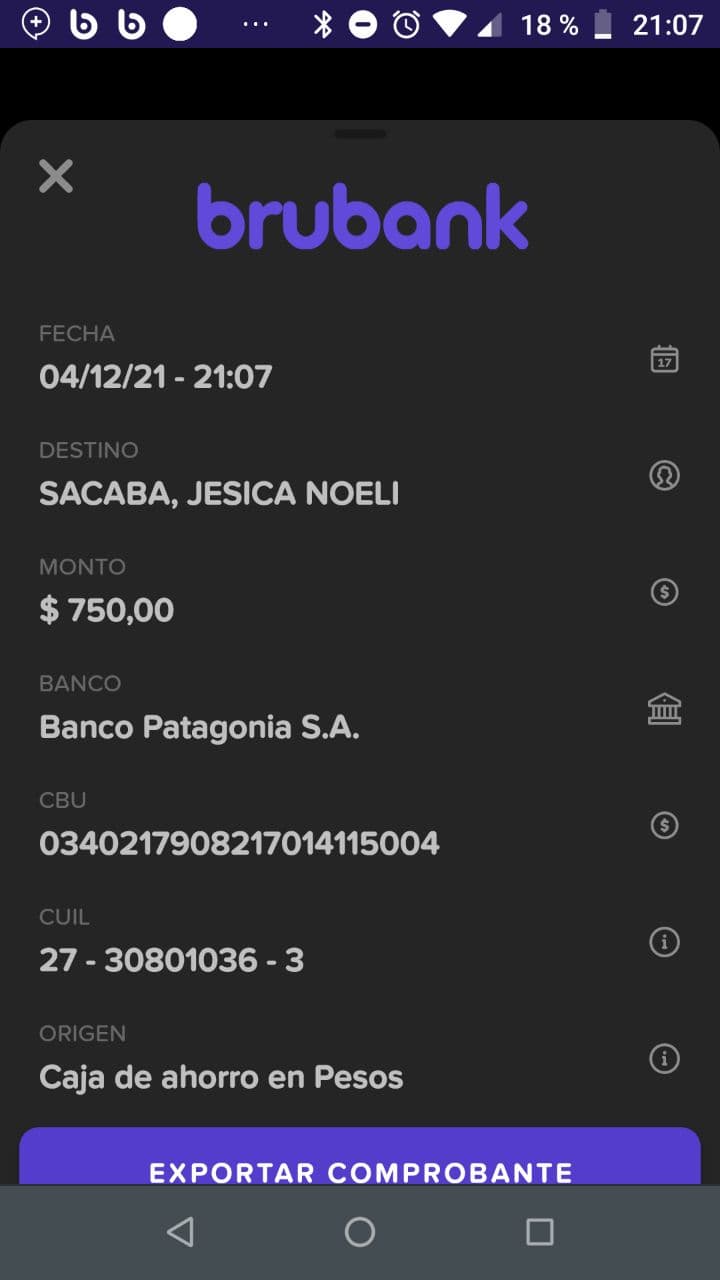 18 % 21:07
brubank
FECHA
04/12/21 - 21:07
17
DESTINO
SACABA, JESICA NOELI
MONTO
$ 750,00
BANCO
Banco Patagonia S.A.
CBU
0340217908217014115004
CUIL
27 - 30801036 - 3
ORIGEN
Caja de ahorro en Pesos
EXPORTAR COMPROBANTE